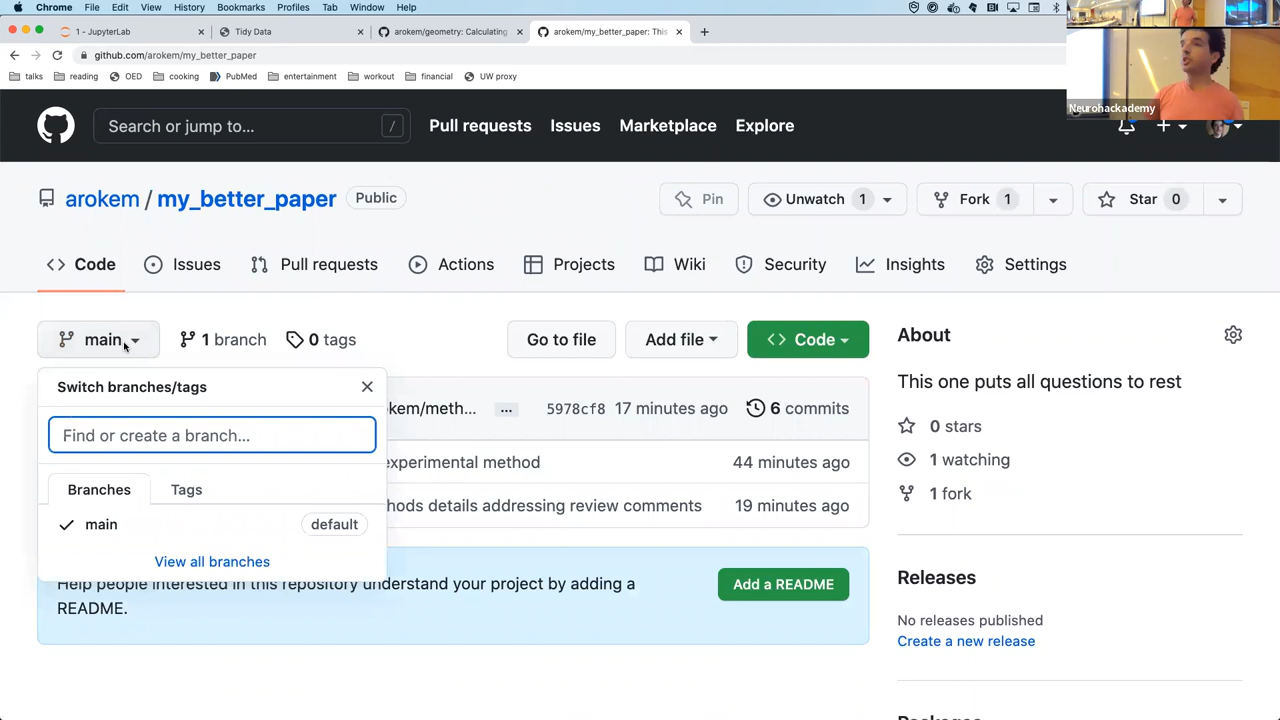 Chrome File Edit View History Bookmarks Profiles Tab Window Help
1 - JupyterLab
Tidy Data
arokem/geometry: Calculating
arokem/my_better_paper: This
github.com/arokem/my_better_paper
talks reading OED cooking PubMed entertainment workout financial UW proxy
Neurohackademy
Search or jump to... /
Pull requests Issues Marketplace Explore
arokem / my_better_paper Public
Pin Unwatch 1 Fork 1 Star 0
Code Issues Pull requests Actions Projects Wiki Security Insights Settings
main 1 branch 0 tags Go to file Add file Code
Switch branches/tags
Find or create a branch...
Branches Tags
main default
View all branches
okem/meth... ... 5978cf8 17 minutes ago 6 commits
experimental method 44 minutes ago
hods details addressing review comments 19 minutes ago
Help people interested in this repository understand your project by adding a
README.
Add a README
About
This one puts all questions to rest
0 stars
1 watching
1 fork
Releases
No releases published
Create a new release